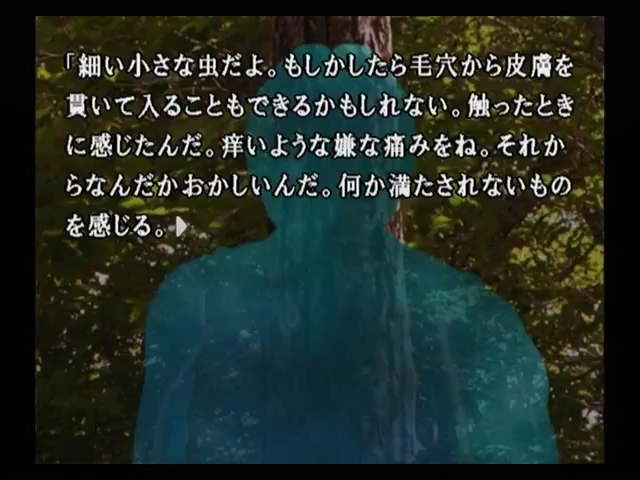 「細い小さな虫だよ。もしかしたら毛穴から皮膚を
貫いて入ることもできるかもしれない。触ったとき
に感じたんだ。痒いような嫌な痛みをね。それか
らなんだかおかしいんだ。何か満たされないもの
を感じる。